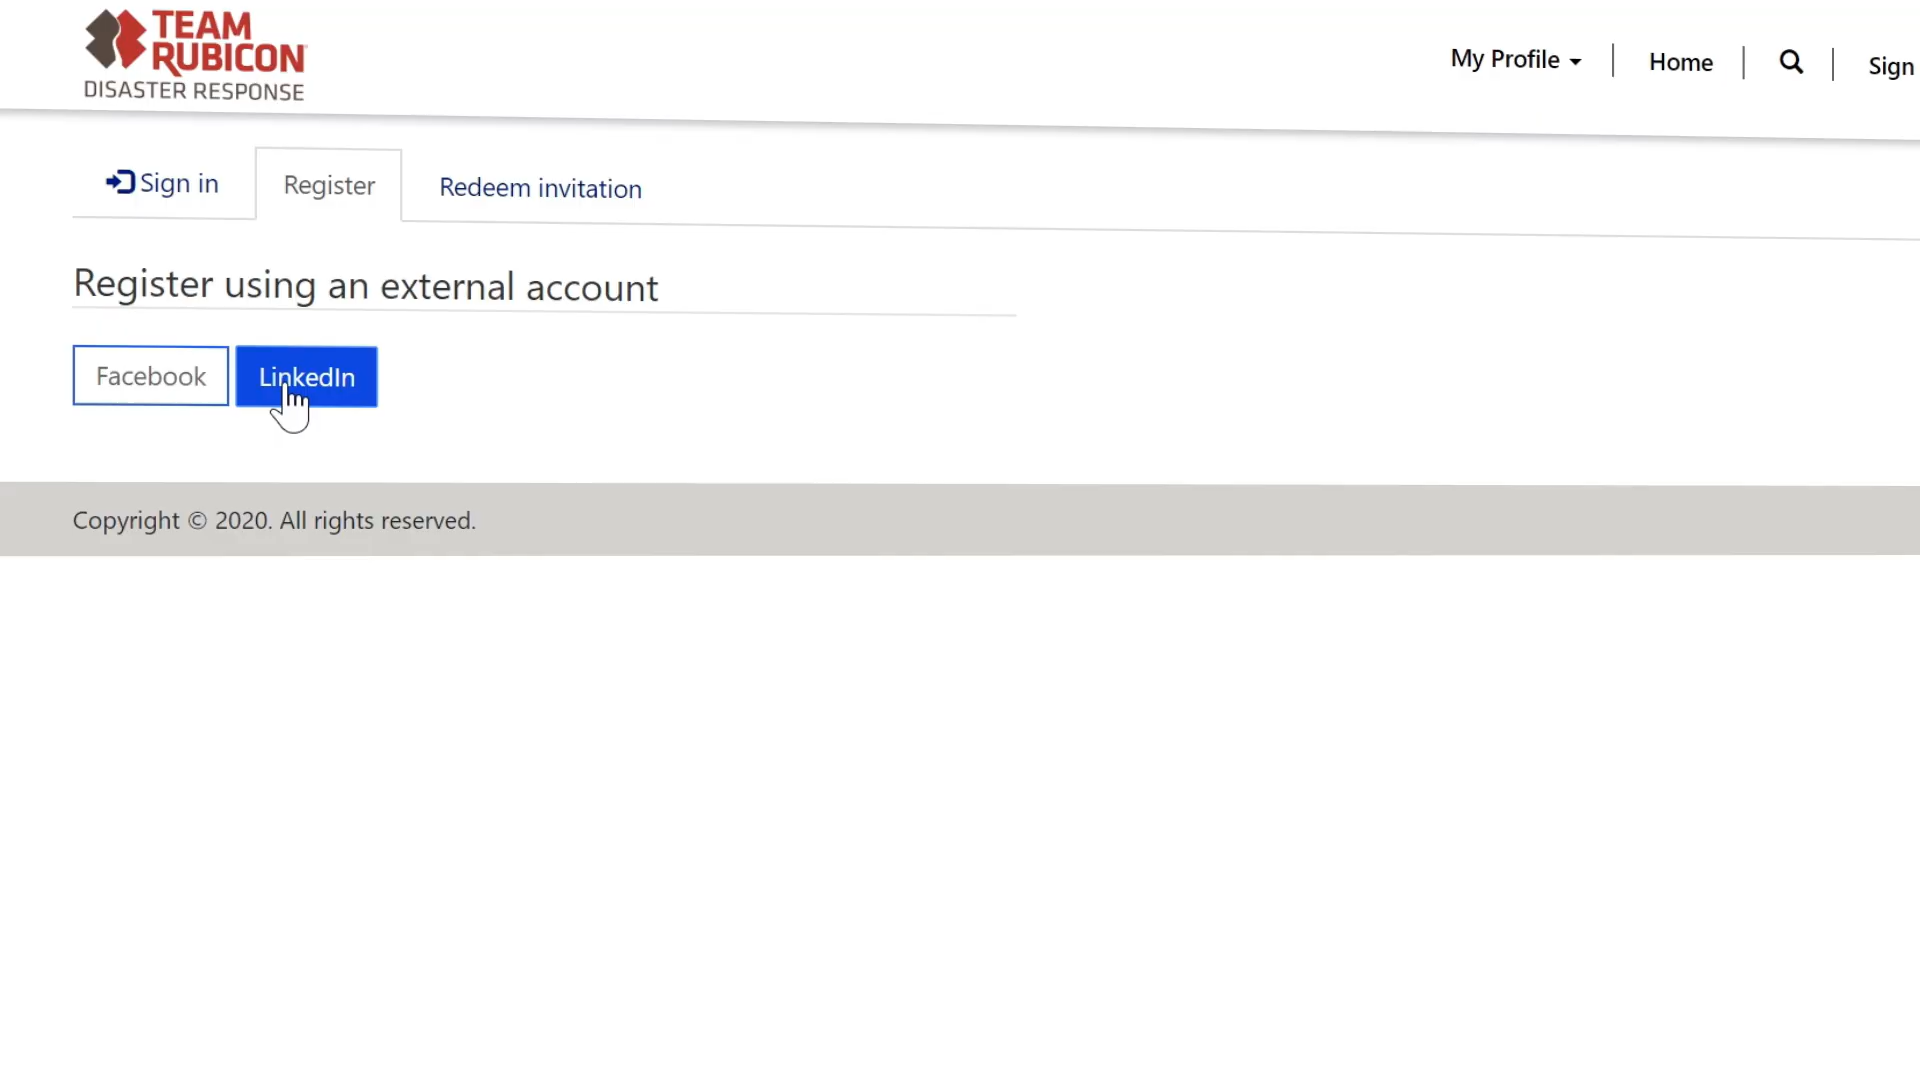 TEAM
RUBICON
DISASTER RESPONSE
My Profile
Home
Sign
Sign in
Register
Redeem invitation
Register using an external account
Facebook
LinkedIn
Copyright © 2020. All rights reserved.